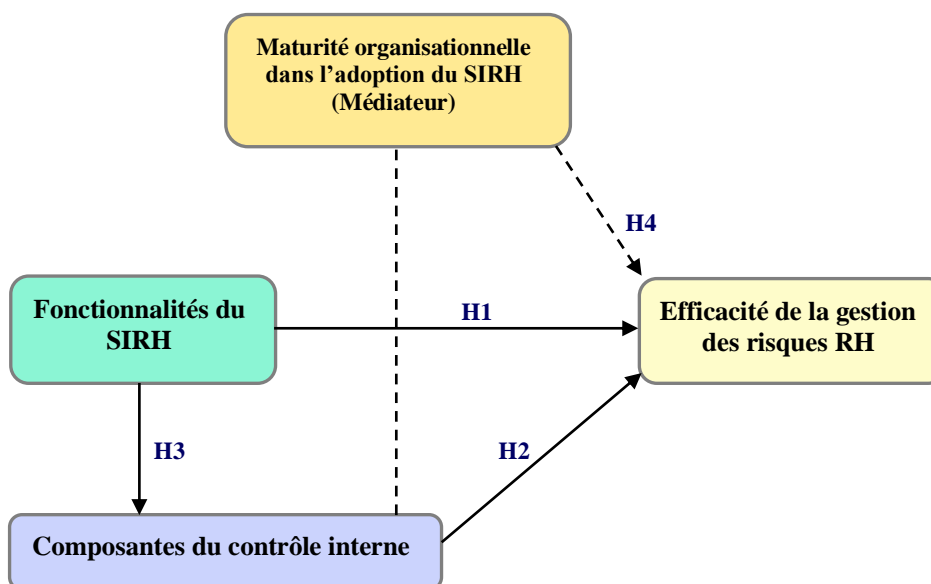 Maturité organisationnelle
dans l’adoption du SIRH
(Médiateur)
H4
Fonctionnalités du
SIRH
H1
Efficacité de la gestion
des risques RH
H3
H2
Composantes du contrôle interne